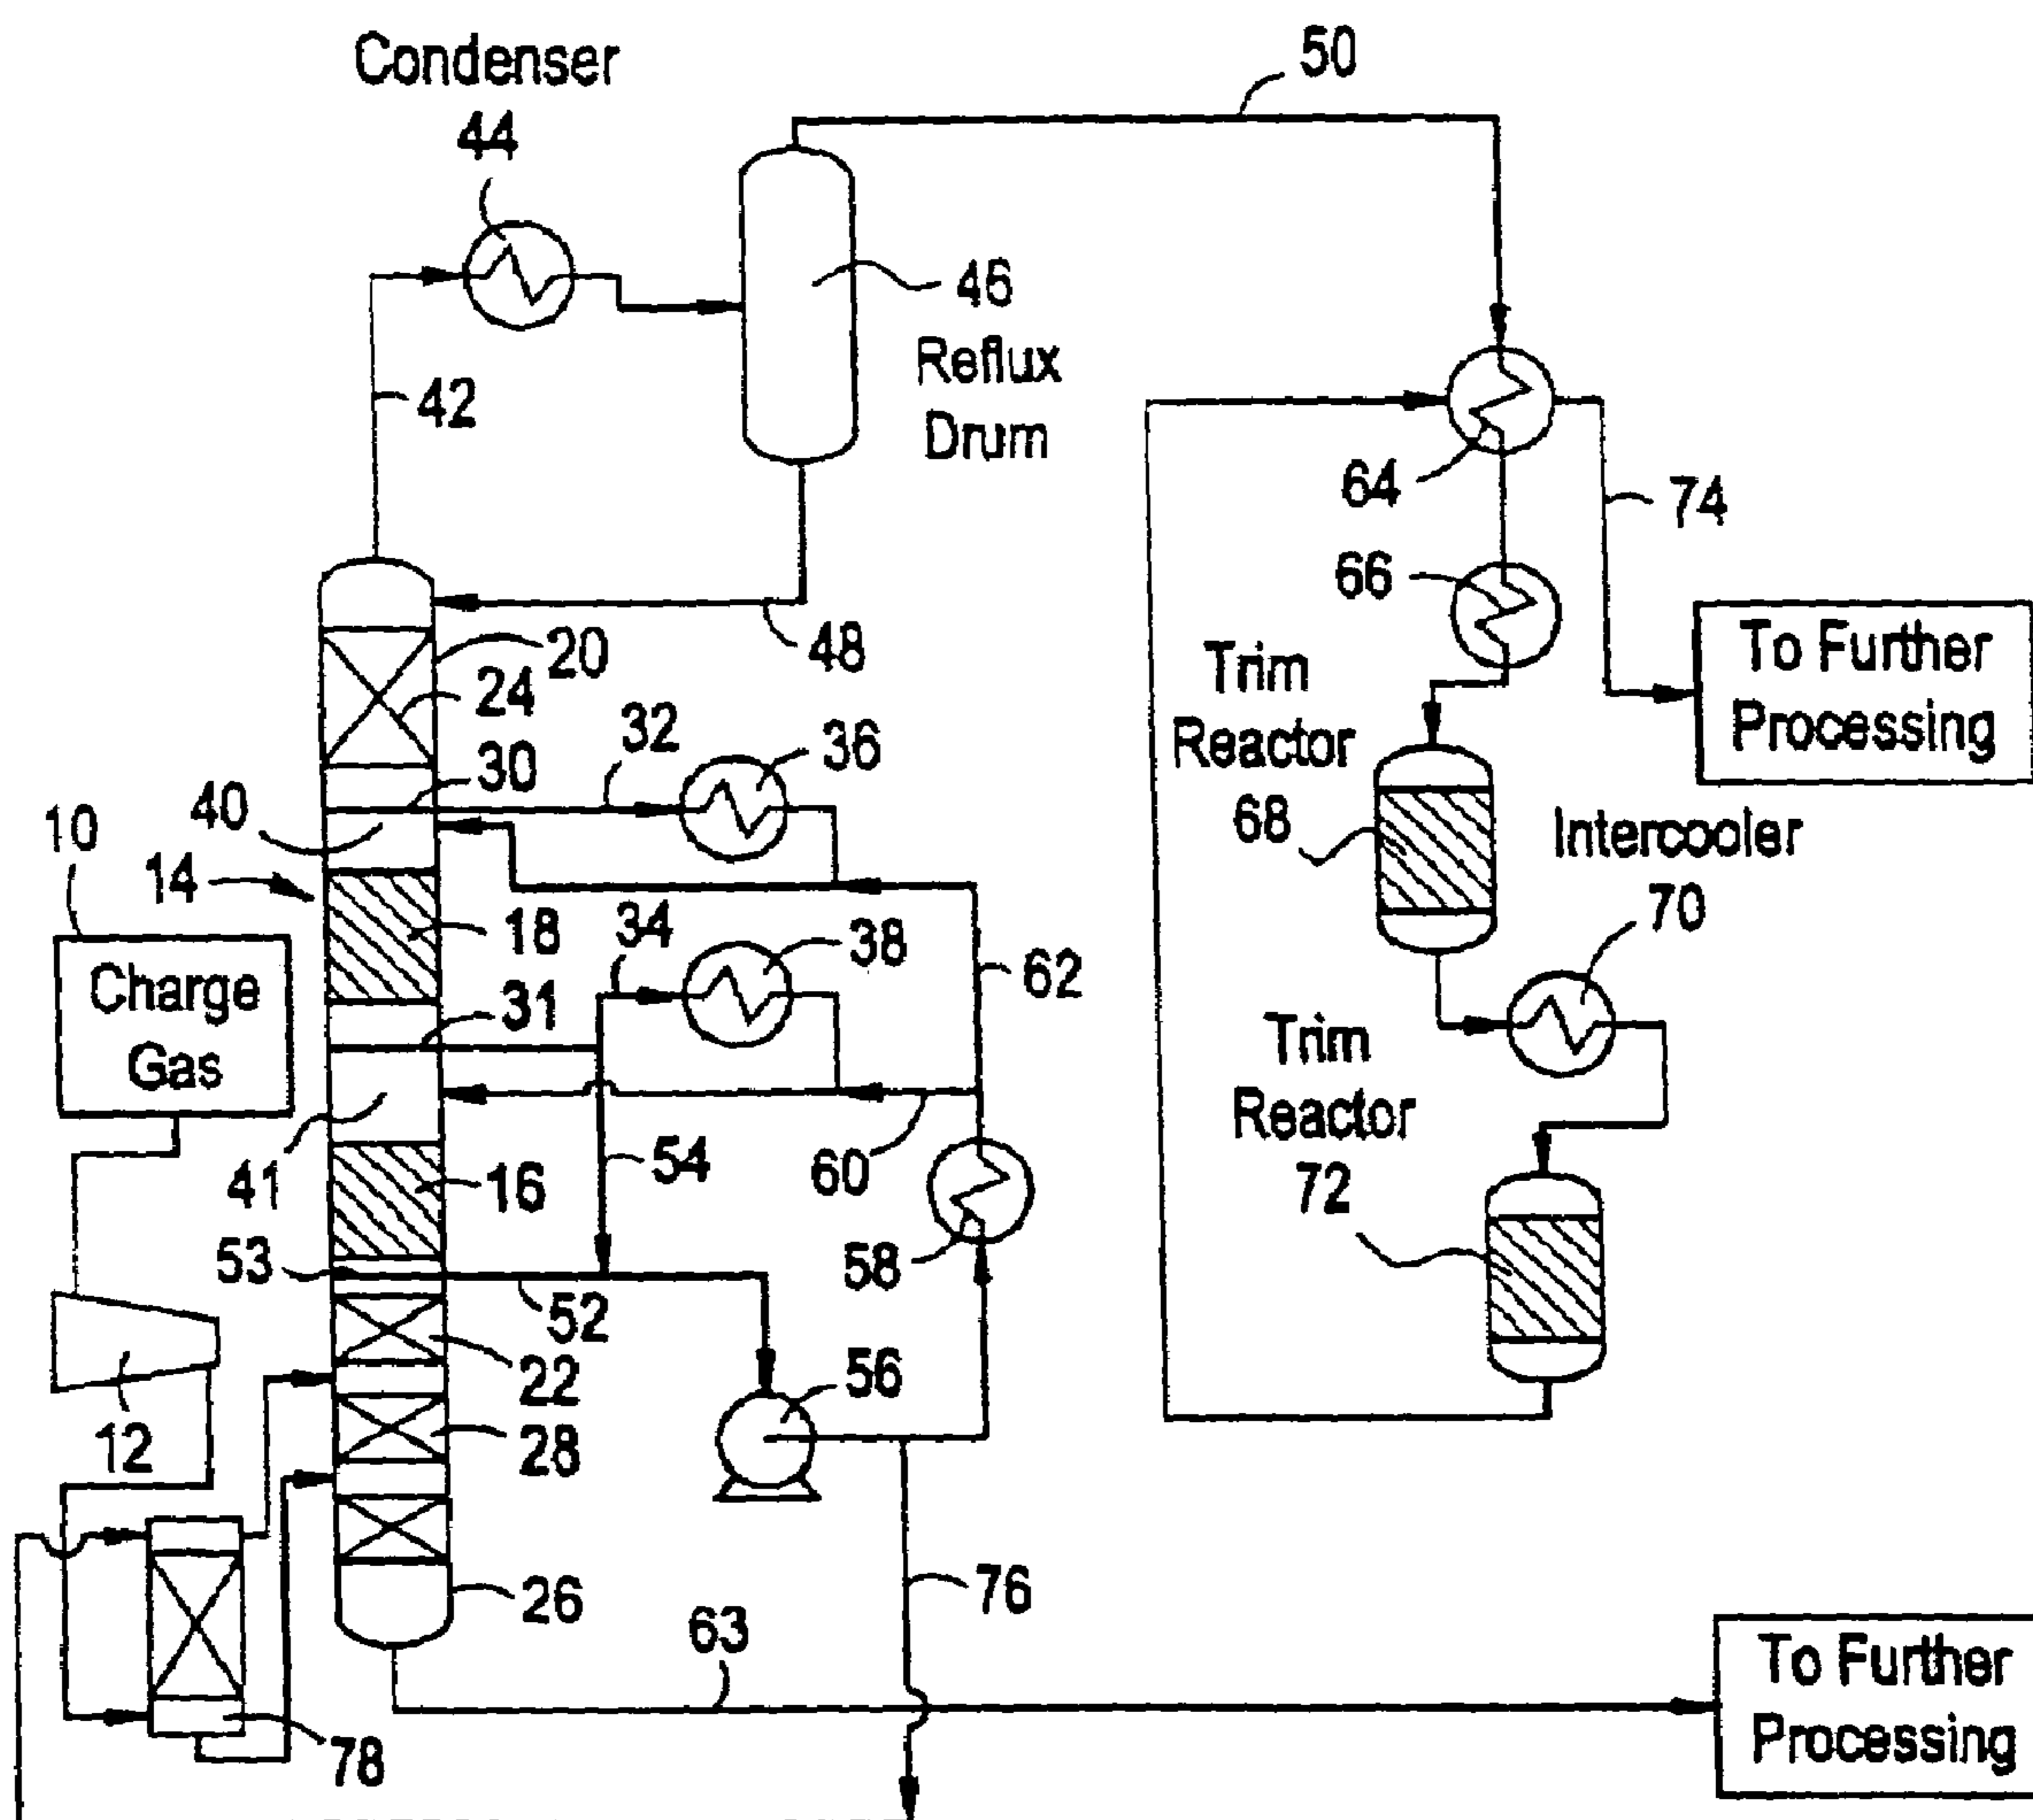 Condenser
44
50
46
Reflux
Drum
42
64
74
66
48
20
24
To Further
Processing
Trim
Reactor
68
32
36
30
10
40
14
Intercooler
70
18
34
38
62
Charge
Gas
31
Trim
Reactor
72
54
60
41
16
53
58
52
22
56
12
28
26
76
63
To Further
Processing
78